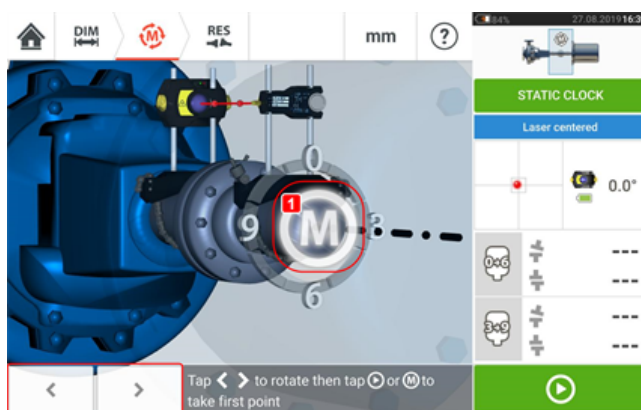 DIM
M
RES
mm
?
84%
27.08.2019 16:3
STATIC CLOCK
Laser centered
0.0°
0
9
1
M
3
6
0➔6
---
---
3➔9
---
---
Tap < > to rotate then tap ▶ or Ⓜ to
take first point